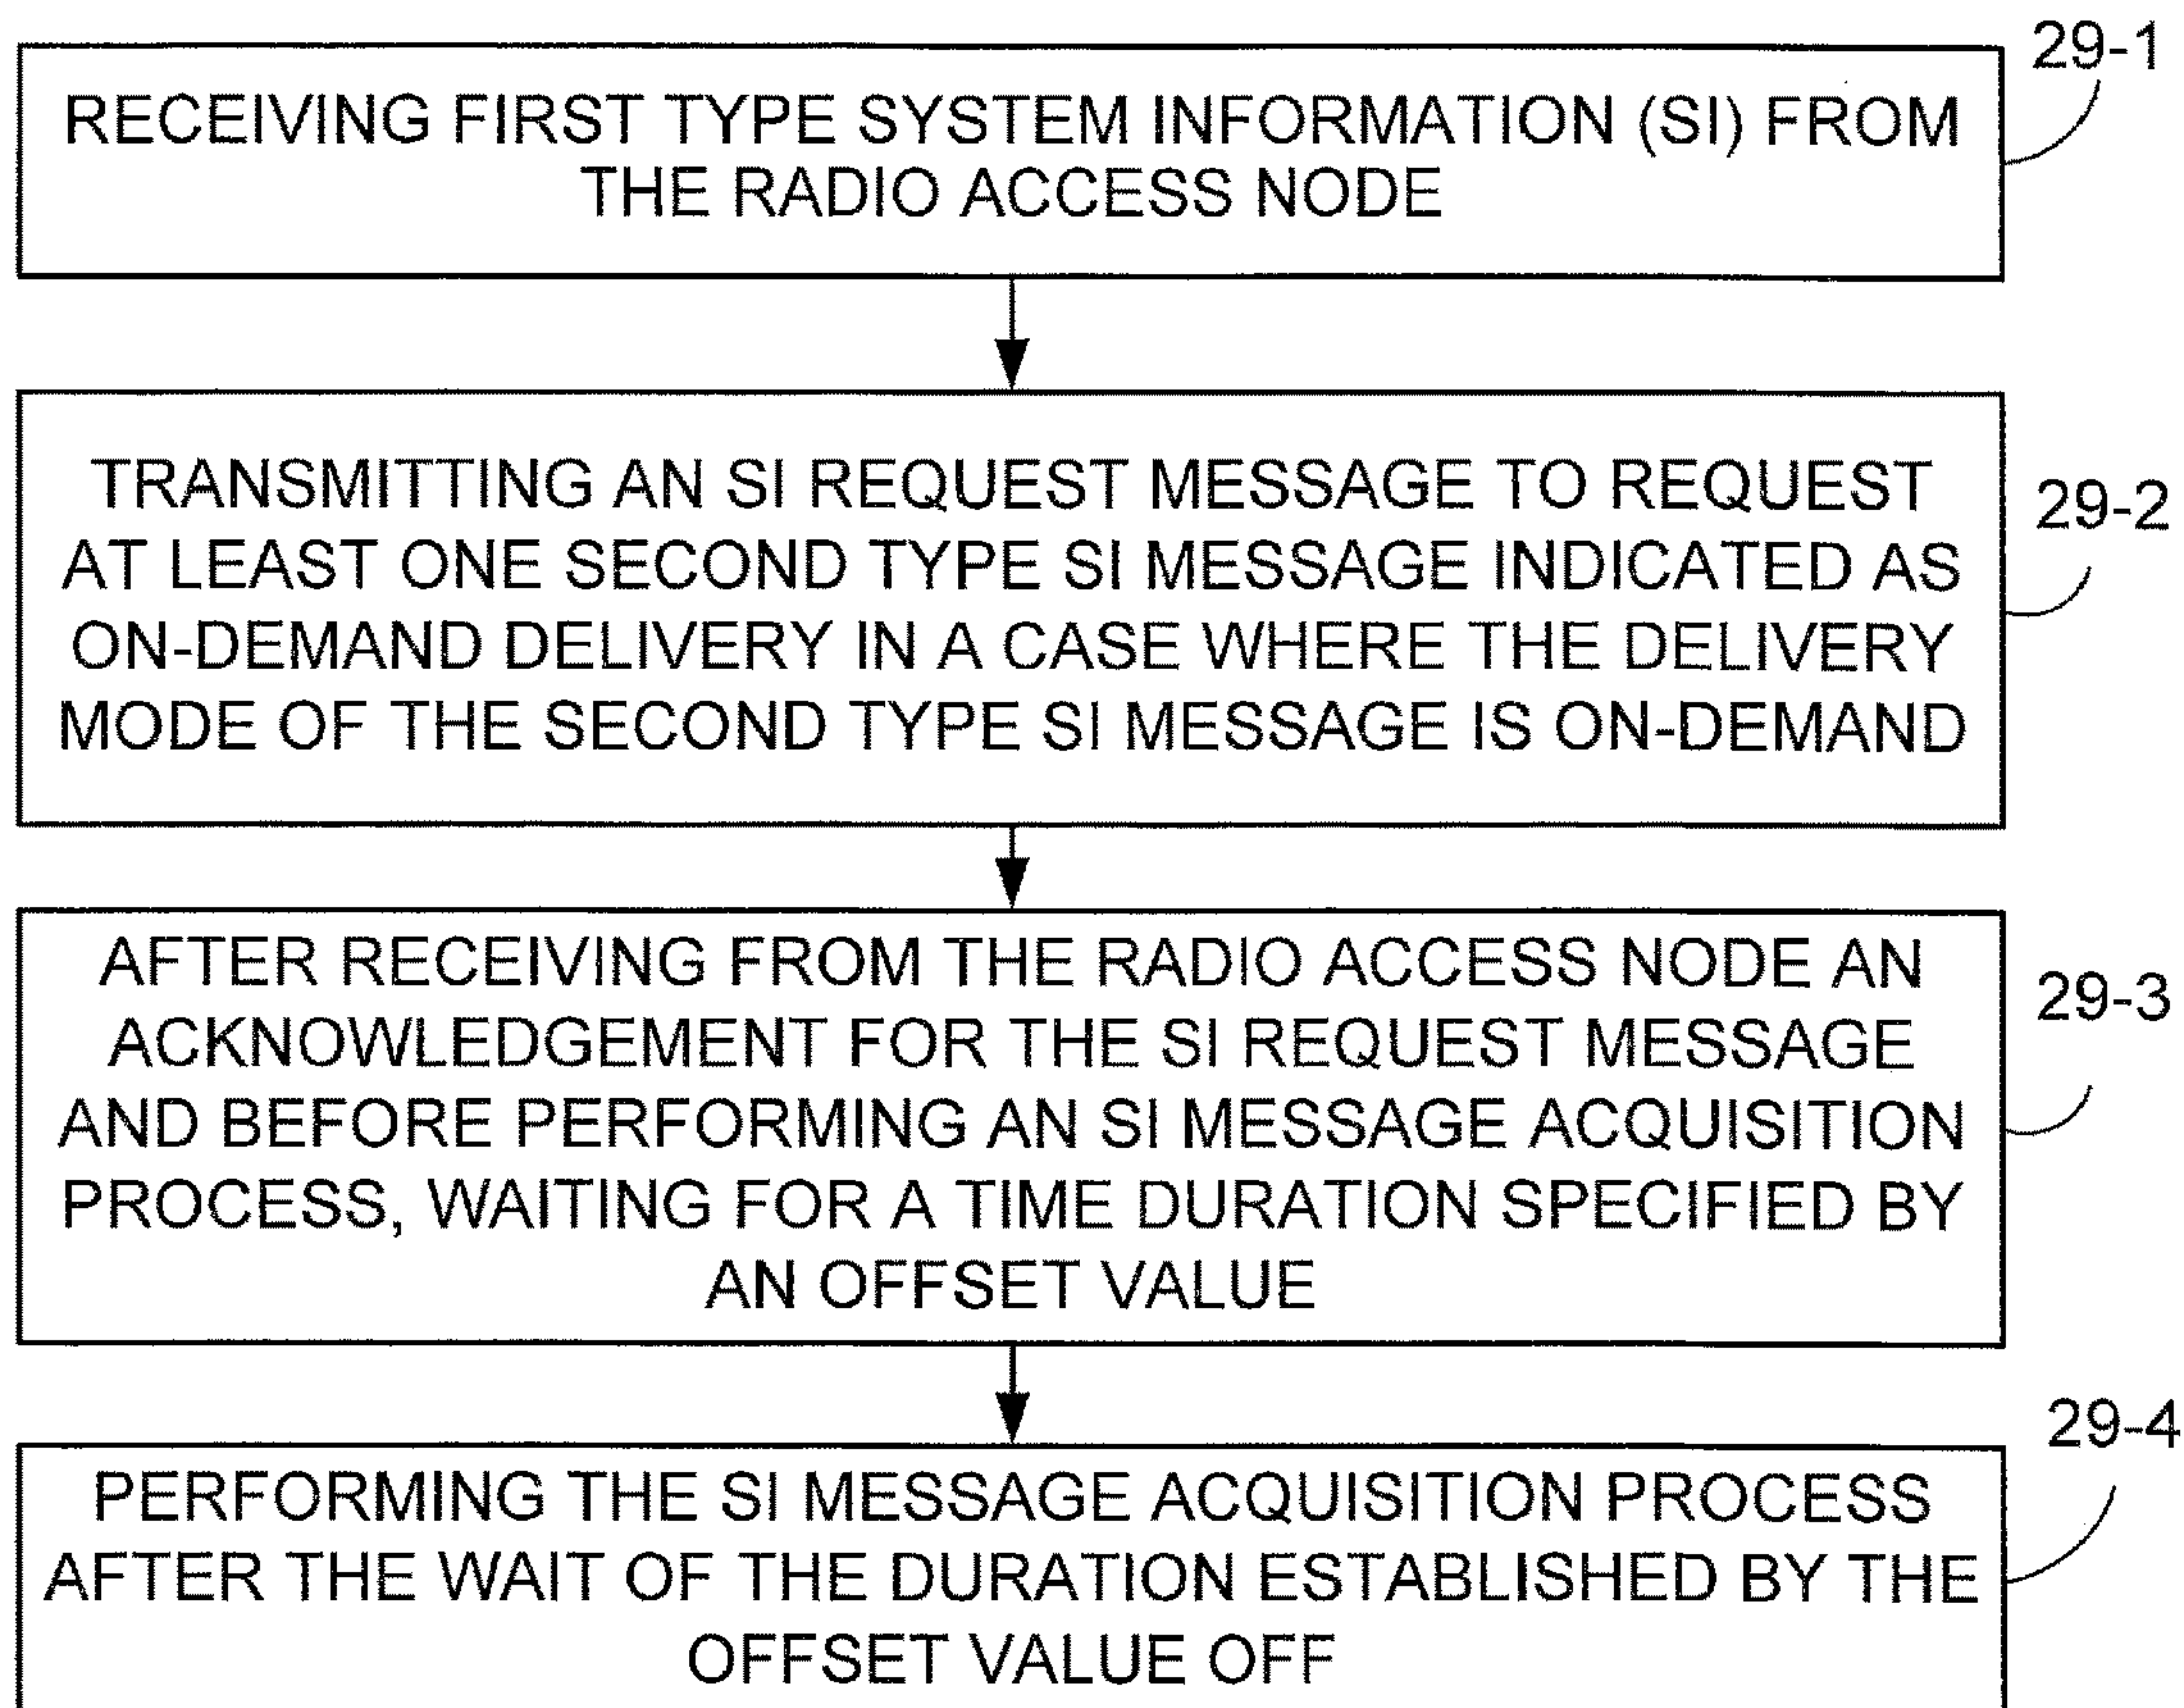 29-1
RECEIVING FIRST TYPE SYSTEM INFORMATION (SI) FROM
THE RADIO ACCESS NODE
TRANSMITTING AN SI REQUEST MESSAGE TO REQUEST
29-2
AT LEAST ONE SECOND TYPE SI MESSAGE INDICATED AS
ON-DEMAND DELIVERY IN A CASE WHERE THE DELIVERY
MODE OF THE SECOND TYPE SI MESSAGE IS ON-DEMAND
AFTER RECEIVING FROM THE RADIO ACCESS NODE AN
29-3
ACKNOWLEDGEMENT FOR THE SI REQUEST MESSAGE
AND BEFORE PERFORMING AN SI MESSAGE ACQUISITION
PROCESS, WAITING FOR A TIME DURATION SPECIFIED BY
AN OFFSET VALUE
29-4
PERFORMING THE SI MESSAGE ACQUISITION PROCESS
AFTER THE WAIT OF THE DURATION ESTABLISHED BY THE
OFFSET VALUE OFF